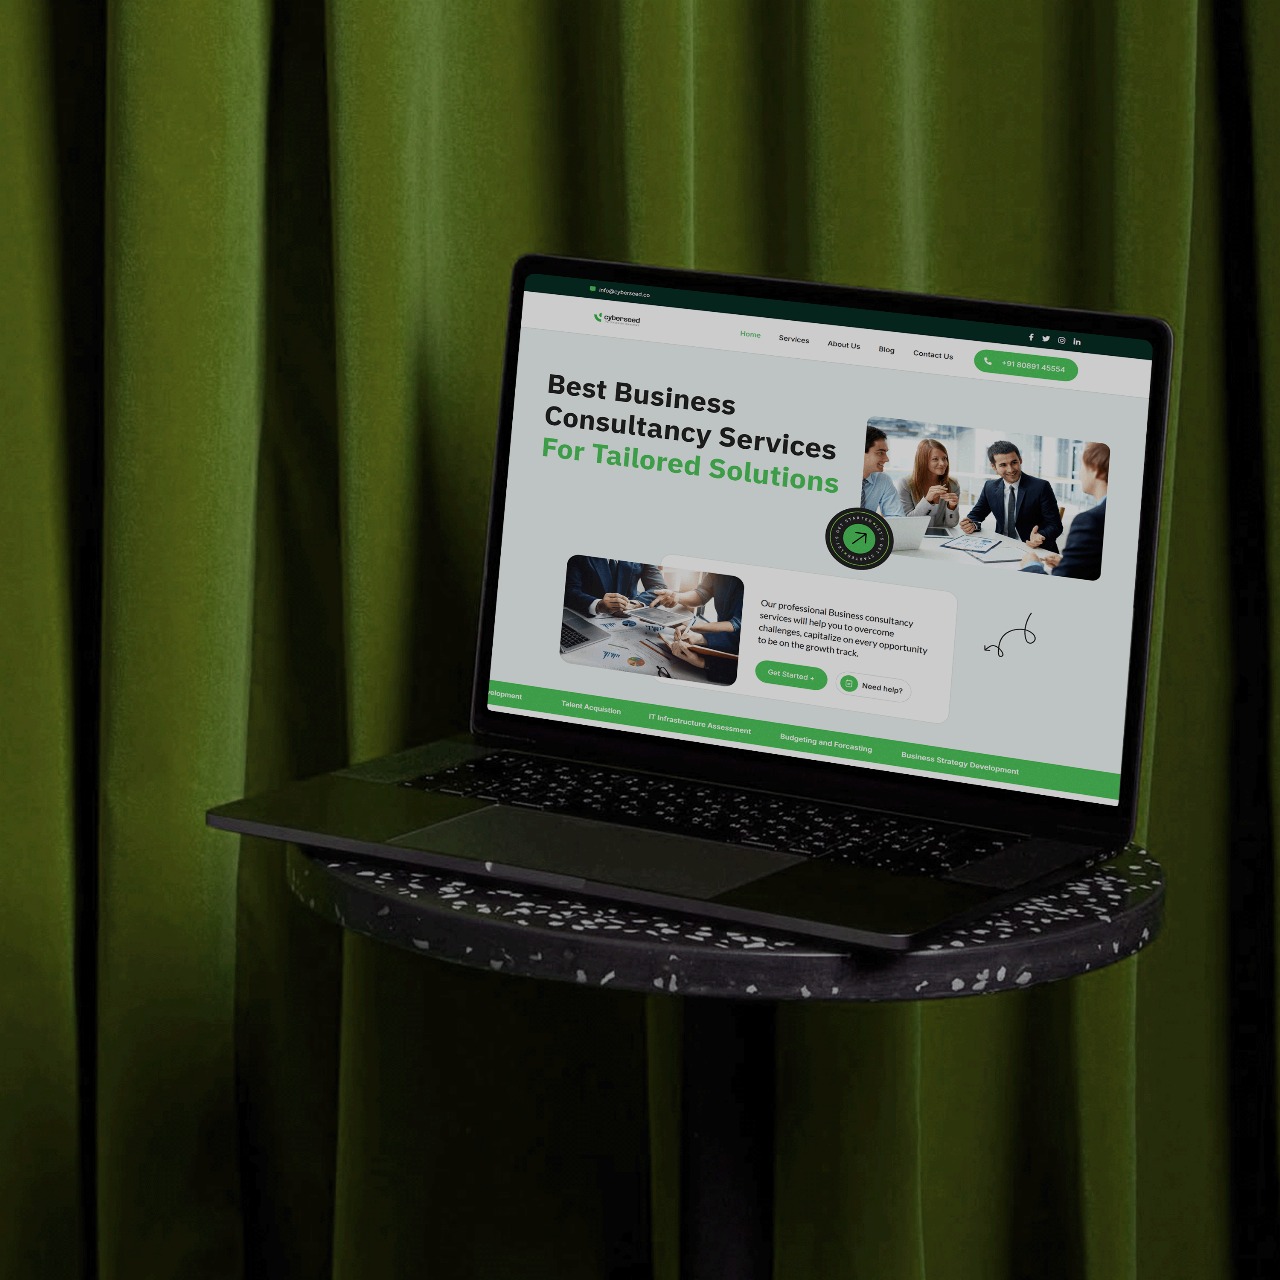 info@cyberseed.co
cyberseed
Home
Services
About Us
Blog
Contact Us
+91 80891 45554
Best Business
Consultancy Services
For Tailored Solutions
Our professional Business consultancy
services will help you to overcome
challenges, capitalize on every opportunity
to be on the growth track.
Get Started +
Need help?
Talent Acquistion
IT Infrastructure Assessment
Budgeting and Forcasting
Business Strategy Development